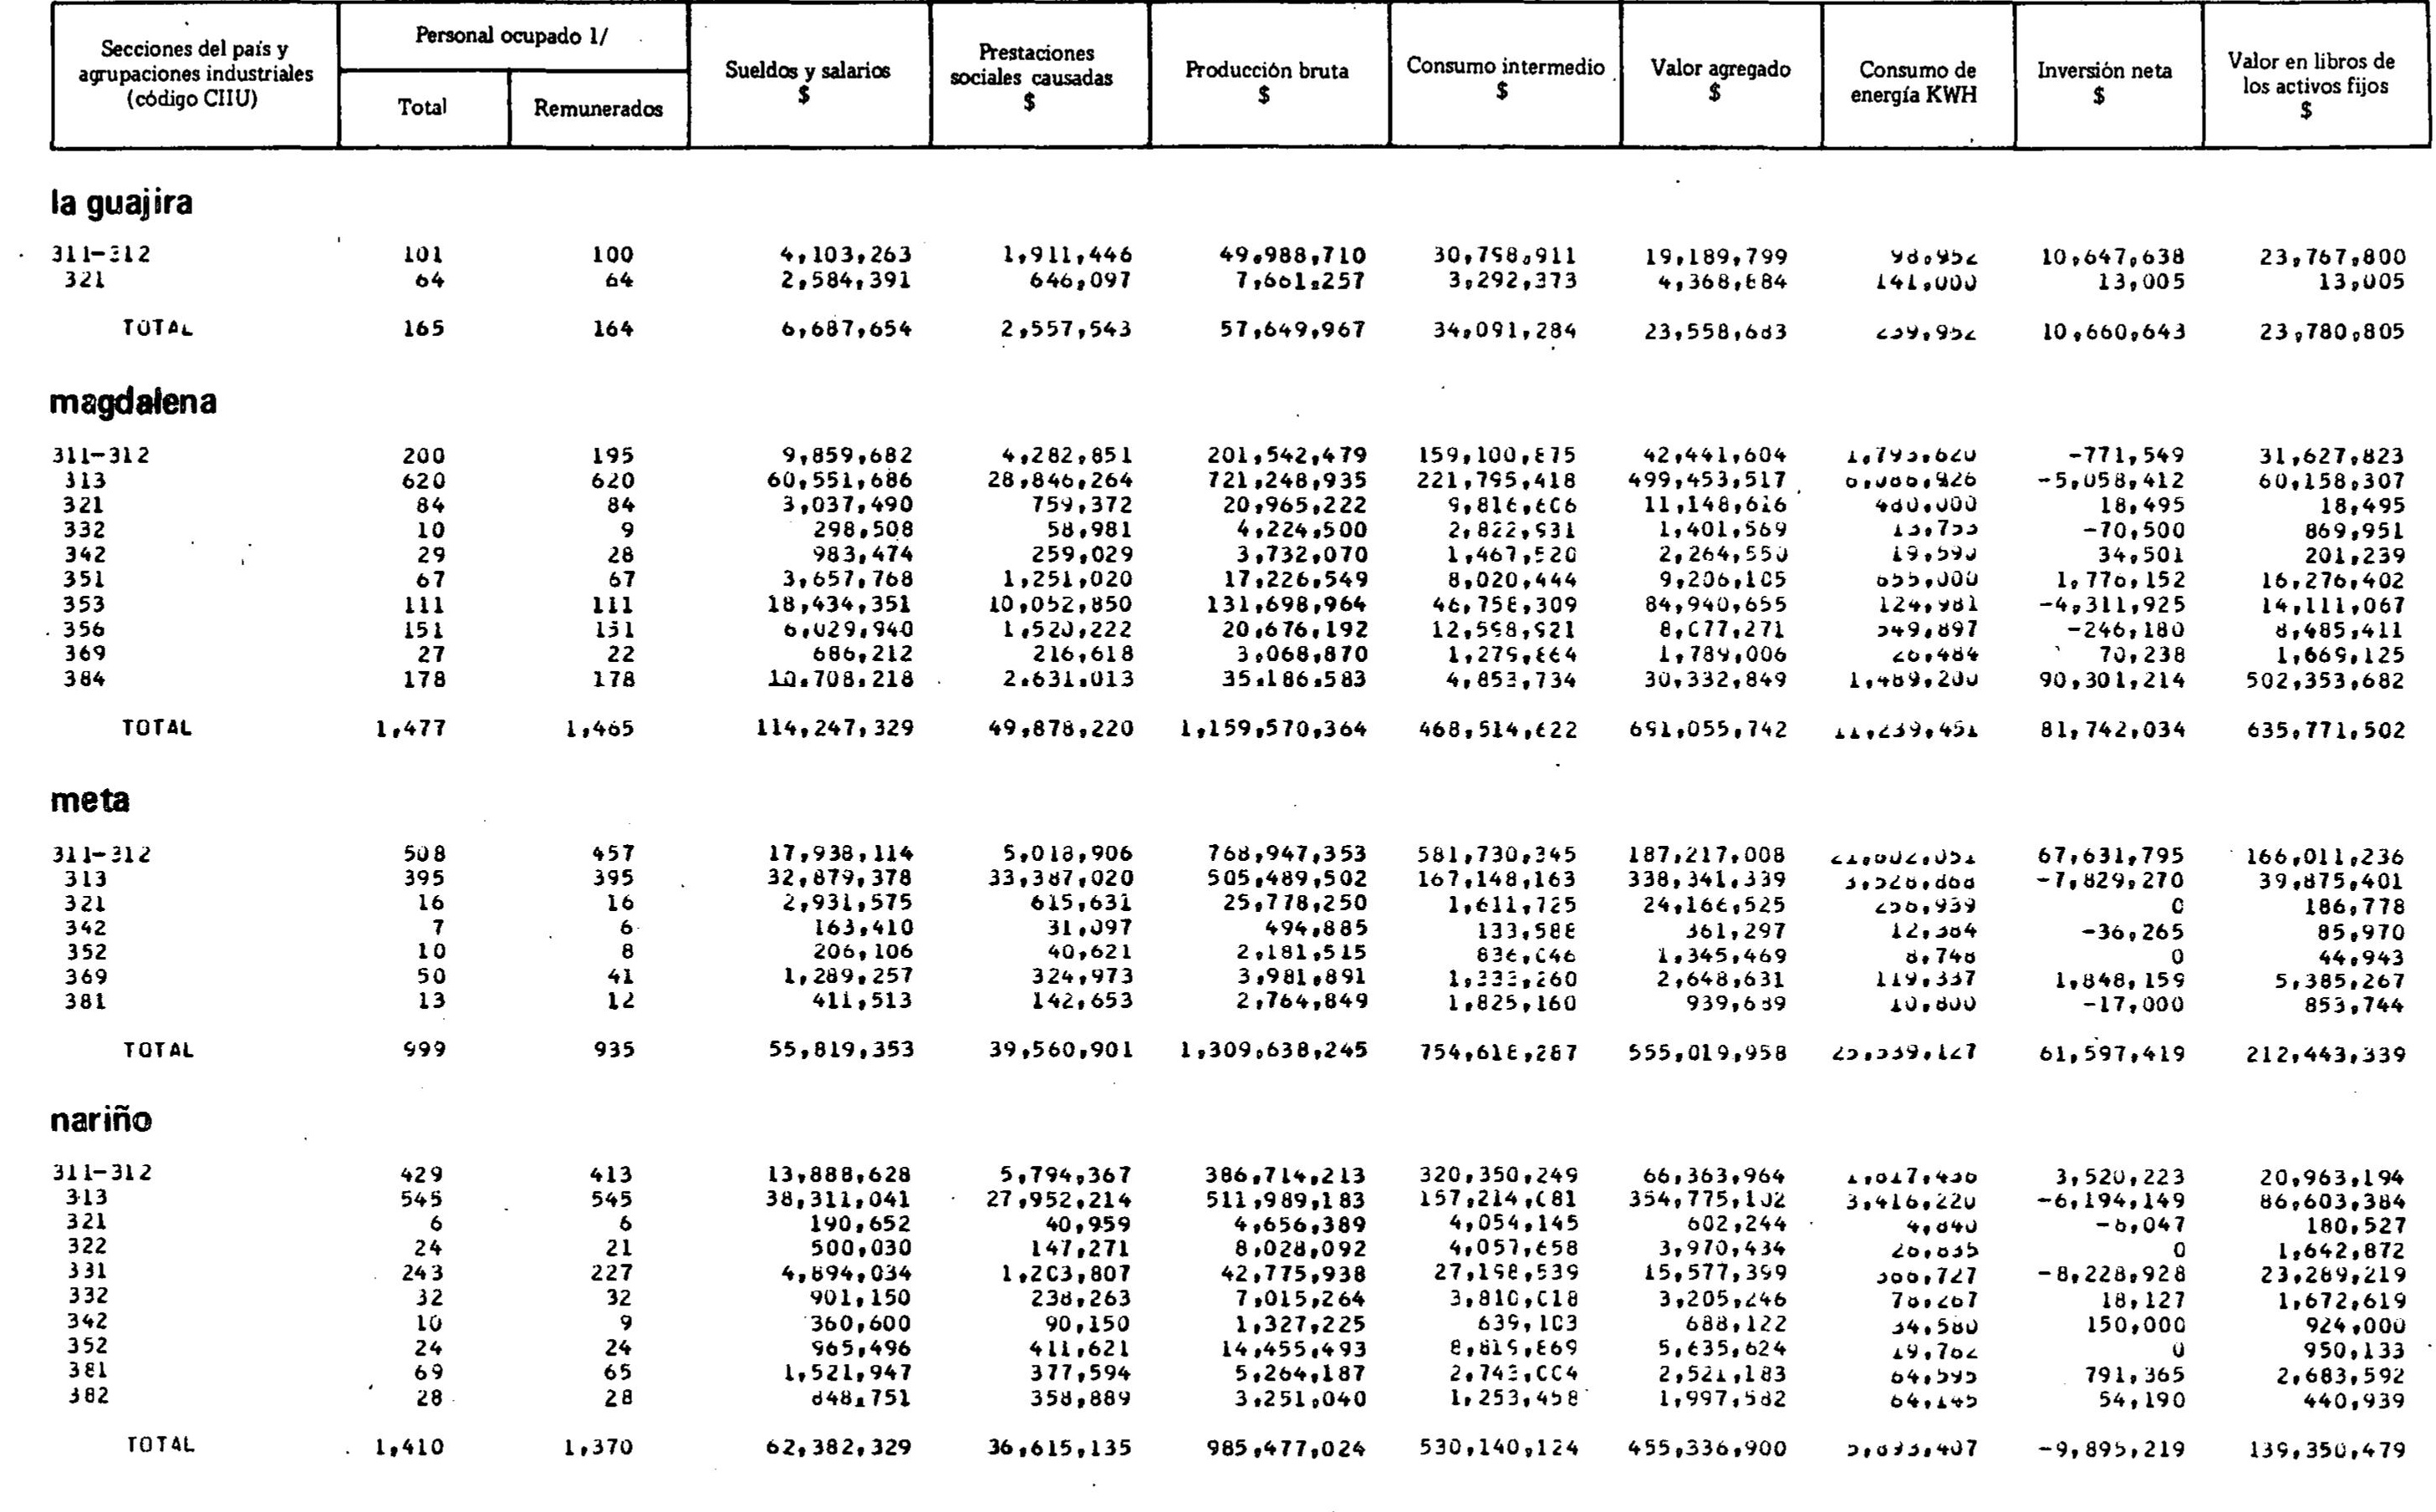 Secciones del país y agrupaciones industriales (código CIIU) Personal ocupado 1/ Total Remunerados Sueldos y salarios $ Prestaciones sociales causadas $ Producción bruta $ Consumo intermedio $ Valor agregado $ Consumo de energía KWH Inversión neta $ Valor en libros de los activos fijos $
la guajira
311-312 101 100 4,103,263 1,911,446 49,988,710 30,798,911 19,189,799 98,952 10,647,638 23,767,800
321 64 64 2,584,391 646,097 7,661,257 3,292,373 4,368,884 141,000 13,005 13,005
TOTAL 165 164 6,687,654 2,557,543 57,649,967 34,091,284 23,558,683 239,952 10,660,643 23,780,805
magdalena
311-312 200 195 9,859,682 4,282,851 201,542,479 159,100,875 42,441,604 1,793,620 -771,549 31,627,823
313 620 620 60,551,686 28,846,264 721,248,935 221,795,418 499,453,517 6,086,926 -5,058,412 60,158,307
321 84 84 3,037,490 759,372 20,965,222 9,816,606 11,148,616 480,000 18,495 18,495
332 10 9 298,508 58,981 4,224,500 2,822,931 1,401,569 13,753 -70,500 869,951
342 29 28 983,474 259,029 3,732,070 1,467,520 2,264,550 19,590 34,501 201,239
351 67 67 3,657,768 1,251,020 17,226,549 8,020,444 9,206,105 655,000 1,776,152 16,276,402
353 111 111 18,434,351 10,052,850 131,698,964 46,758,309 84,940,655 124,981 -4,311,925 14,111,067
356 151 151 6,029,940 1,520,222 20,676,192 12,598,921 8,077,271 549,897 -246,180 8,485,411
369 27 22 686,212 216,618 3,068,870 1,279,864 1,789,006 26,484 70,238 1,669,125
384 178 178 10,708,218 2,631,013 35,186,583 4,853,734 30,332,849 1,489,200 90,301,214 502,353,682
TOTAL 1,477 1,465 114,247,329 49,878,220 1,159,570,364 468,514,622 691,055,742 11,239,451 81,742,034 635,771,502
meta
311-312 508 457 17,938,114 5,018,906 768,947,353 581,730,345 187,217,008 21,602,051 67,631,795 166,011,236
313 395 395 32,879,378 33,387,020 505,489,502 167,148,163 338,341,339 3,528,868 -7,829,270 39,875,401
321 16 16 2,931,575 615,631 25,778,250 1,611,725 24,166,525 256,939 0 186,778
342 7 6 163,410 31,097 494,885 133,588 361,297 12,384 -36,265 85,970
352 10 8 206,106 40,621 2,181,515 836,046 1,345,469 8,748 0 44,943
369 50 41 1,289,257 324,973 3,981,891 1,333,260 2,648,631 119,337 1,848,159 5,385,267
381 13 12 411,513 142,653 2,764,849 1,825,160 939,689 10,800 -17,000 853,744
TOTAL 999 935 55,819,353 39,560,901 1,309,638,245 754,618,287 555,019,958 25,539,127 61,597,419 212,443,339
nariño
311-312 429 413 13,888,628 5,794,367 386,714,213 320,350,249 66,363,964 1,617,436 3,520,223 20,963,194
313 545 545 38,311,041 27,952,214 511,989,183 157,214,081 354,775,102 3,416,220 -6,194,149 86,603,384
321 6 6 190,652 40,959 4,656,389 4,054,145 602,244 4,840 -6,047 180,527
322 24 21 500,030 147,271 8,028,092 4,057,658 3,970,434 26,835 0 1,642,872
331 243 227 4,894,034 1,203,807 42,775,938 27,198,539 15,577,399 366,727 -8,228,928 23,289,219
332 32 32 901,150 238,263 7,015,264 3,810,018 3,205,246 78,267 18,127 1,672,619
342 10 9 360,600 90,150 1,327,225 639,103 688,122 34,580 150,000 924,000
352 24 24 965,496 411,621 14,455,493 8,819,869 5,635,624 19,762 0 950,133
381 69 65 1,521,947 377,594 5,264,187 2,743,004 2,521,183 64,595 791,365 2,683,592
382 28 28 848,751 358,889 3,251,040 1,253,458 1,997,582 64,145 54,190 440,939
TOTAL 1,410 1,370 62,382,329 36,615,135 985,477,024 530,140,124 455,336,900 5,693,407 -9,895,219 139,350,479